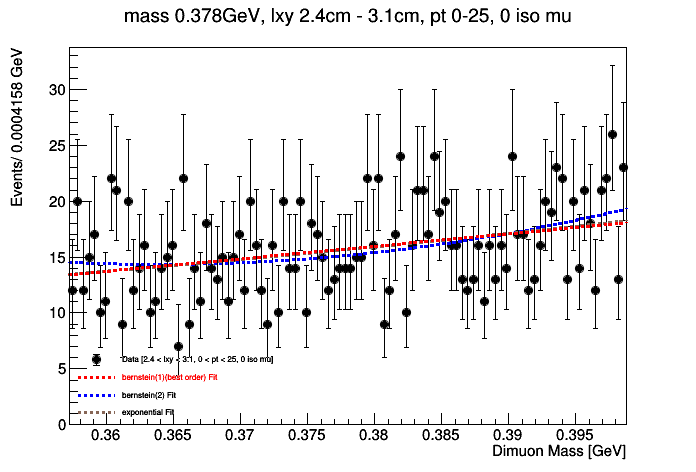 mass 0.378GeV, lxy 2.4cm - 3.1cm, pt 0-25, 0 iso mu
Events/ 0.0004158 GeV
30
25
20
15
10
5
0
Data [2.4 < lxy < 3.1, 0 < pt < 25, 0 iso mu]
bernstein(1)(best order) Fit
bernstein(2) Fit
exponential Fit
0.36 0.365 0.37 0.375 0.38 0.385 0.39 0.395
Dimuon Mass [GeV]